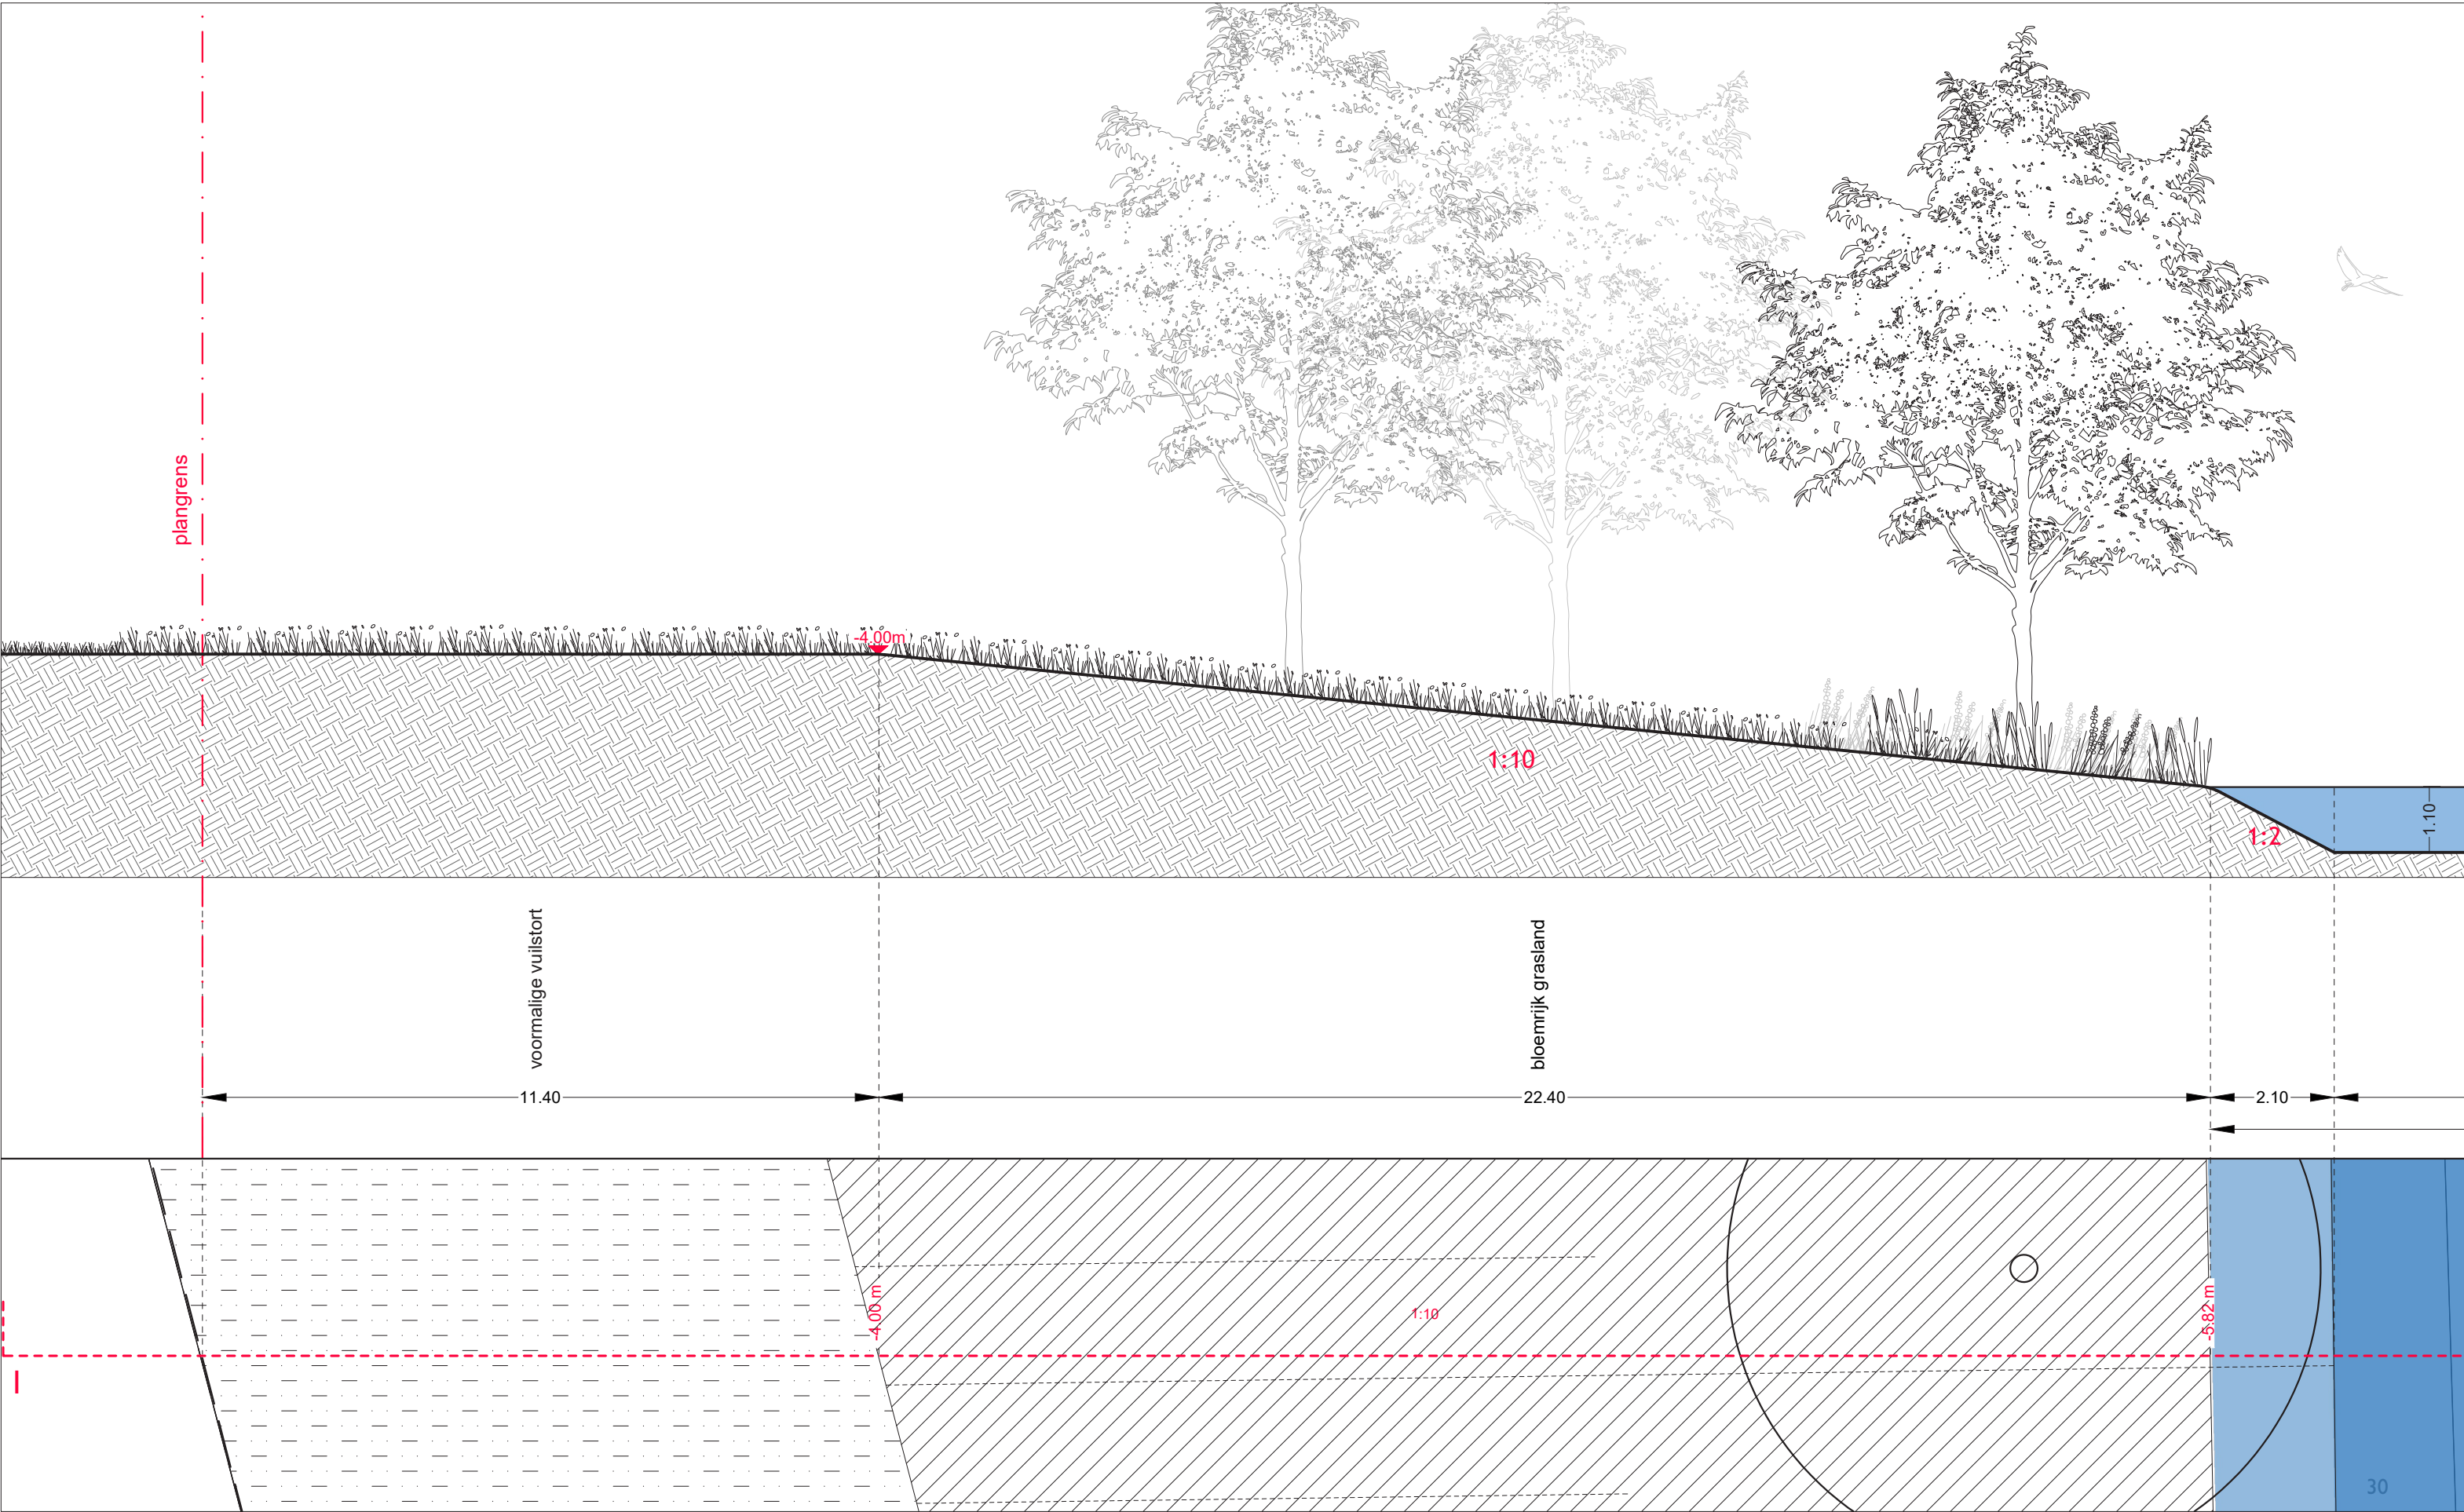 plangrens
-4.00m
1:10
1:2
1.10
voormalige vuilstort
bloemrijk grasland
11.40
22.40
2.10
-4.00 m
1:10
-5.82 m
I
30